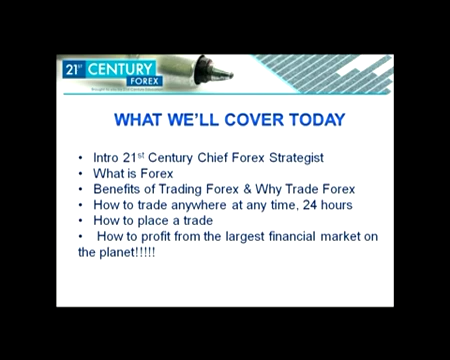 21st CENTURY
FOREX
WHAT WE'LL COVER TODAY
• Intro 21st Century Chief Forex Strategist
• What is Forex
• Benefits of Trading Forex & Why Trade Forex
• How to trade anywhere at any time, 24 hours
• How to place a trade
• How to profit from the largest financial market on
the planet!!!!!